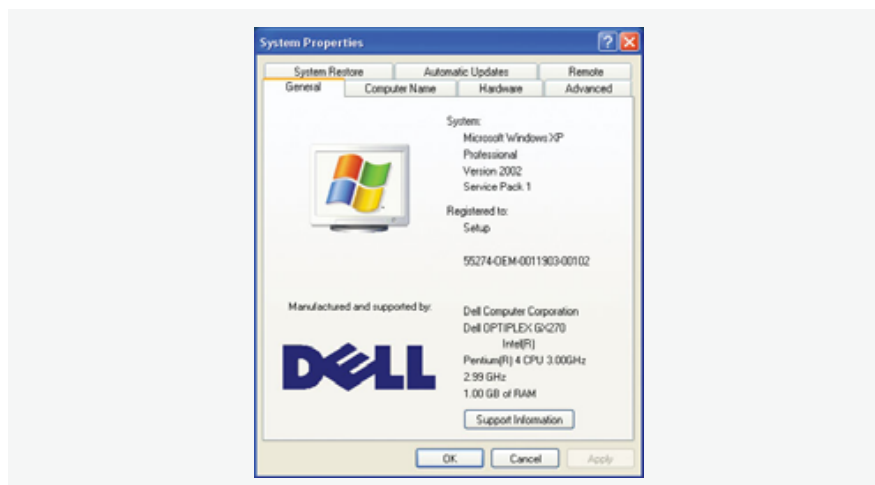 System Properties
System Restore Automatic Updates Remote
General Computer Name Hardware Advanced
System:
Microsoft Windows XP
Professional
Version 2002
Service Pack 1
Registered to:
Setup
55274-OEM-0011903-00102
Manufactured and supported by:
Dell Computer Corporation
Dell OPTIPLEX GX270
Intel(R)
Pentium(R) 4 CPU 3.00GHz
2.99 GHz
1.00 GB of RAM
DELL
Support Information
OK Cancel Apply